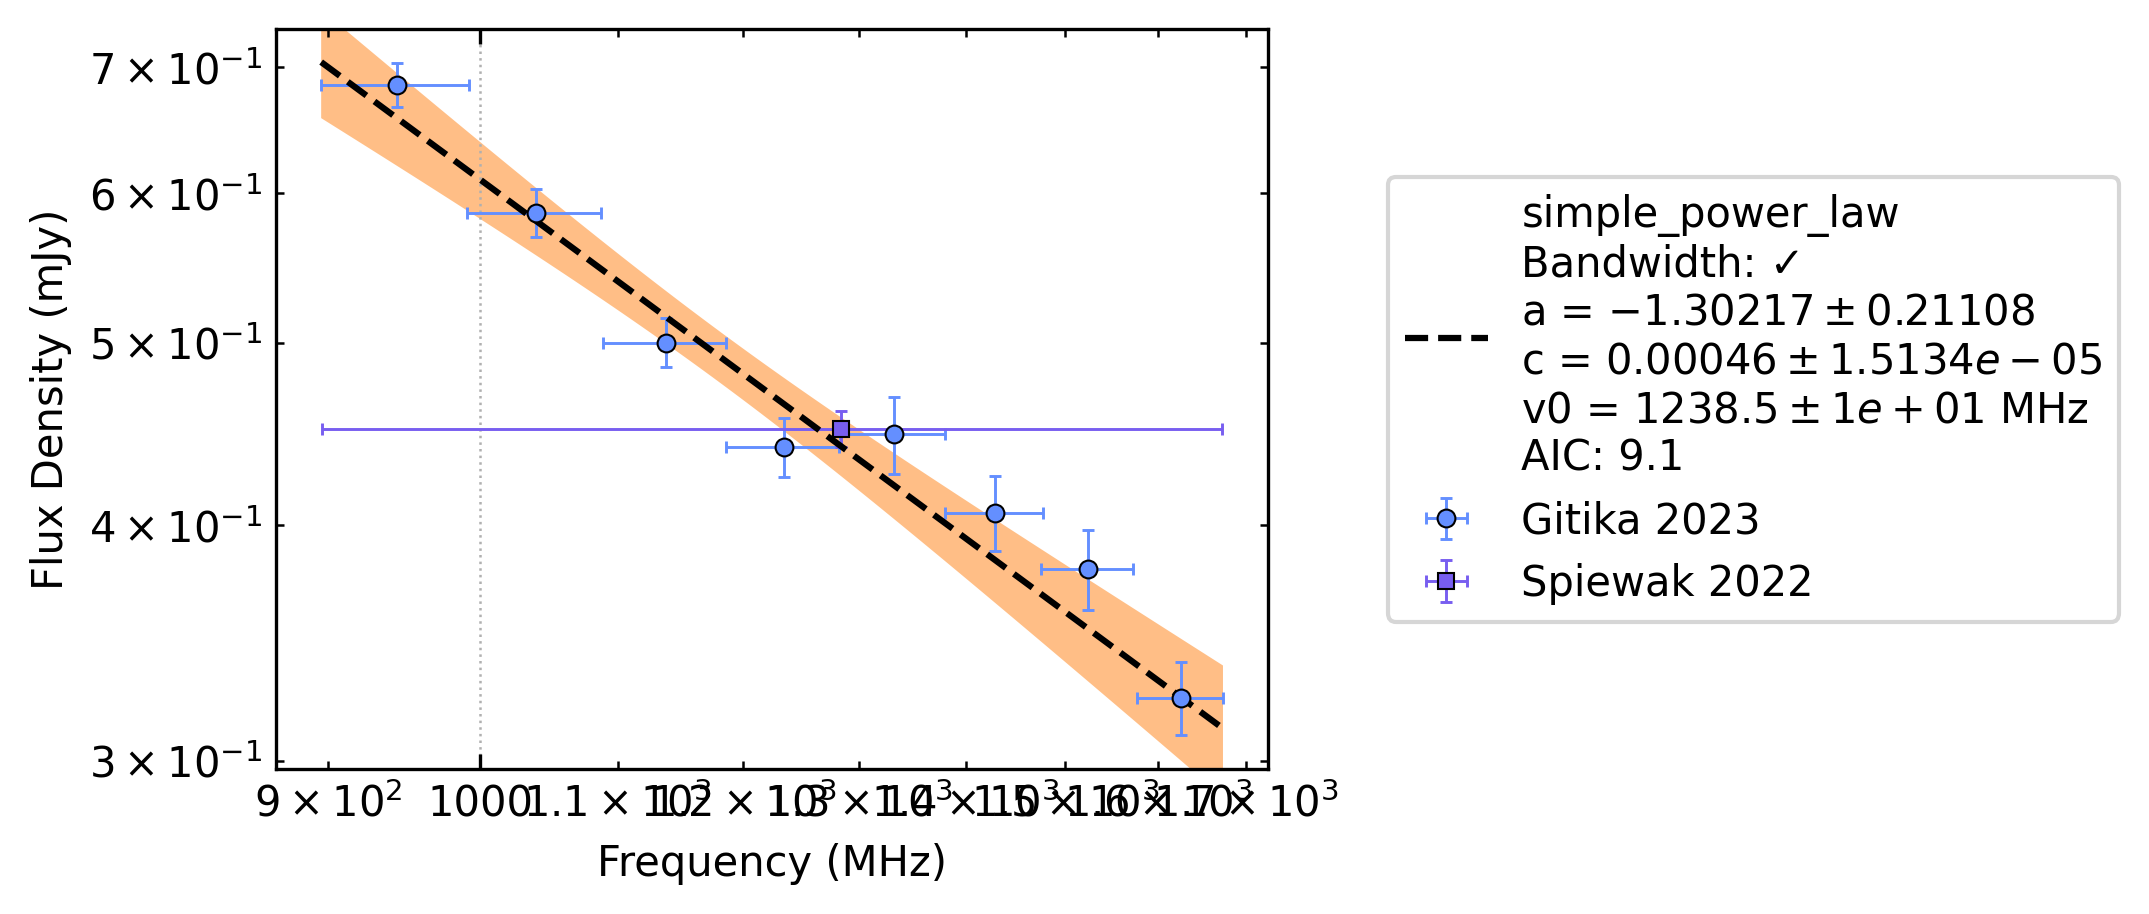 7 × 10⁻¹
6 × 10⁻¹
5 × 10⁻¹
4 × 10⁻¹
3 × 10⁻¹
Flux Density (mJy)
9 × 10² 1000 1.1 × 10³ 1.2 × 10³ 1.3 × 10³ 1.4 × 10³ 1.5 × 10³ 1.6 × 10³ 1.7 × 10³
Frequency (MHz)
simple_power_law
Bandwidth: ✓
a = −1.30217 ± 0.21108
c = 0.00046 ± 1.5134e − 05
v0 = 1238.5 ± 1e + 01 MHz
AIC: 9.1
Gitika 2023
Spiewak 2022